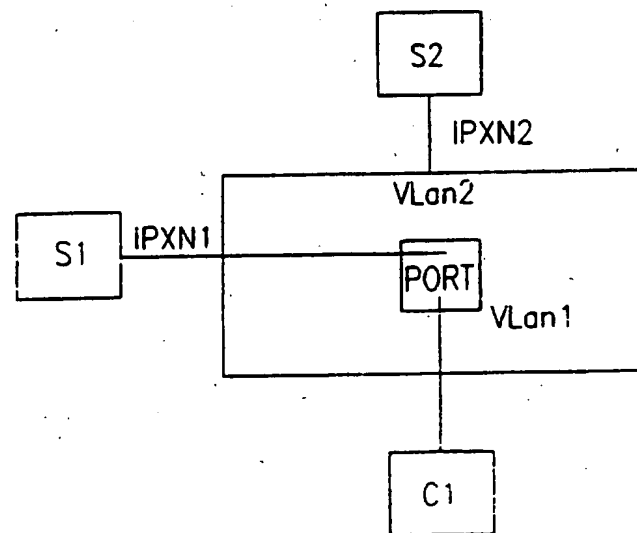 S2
IPXN2
VLan2
S1
IPXN1
PORT
VLan1
C1